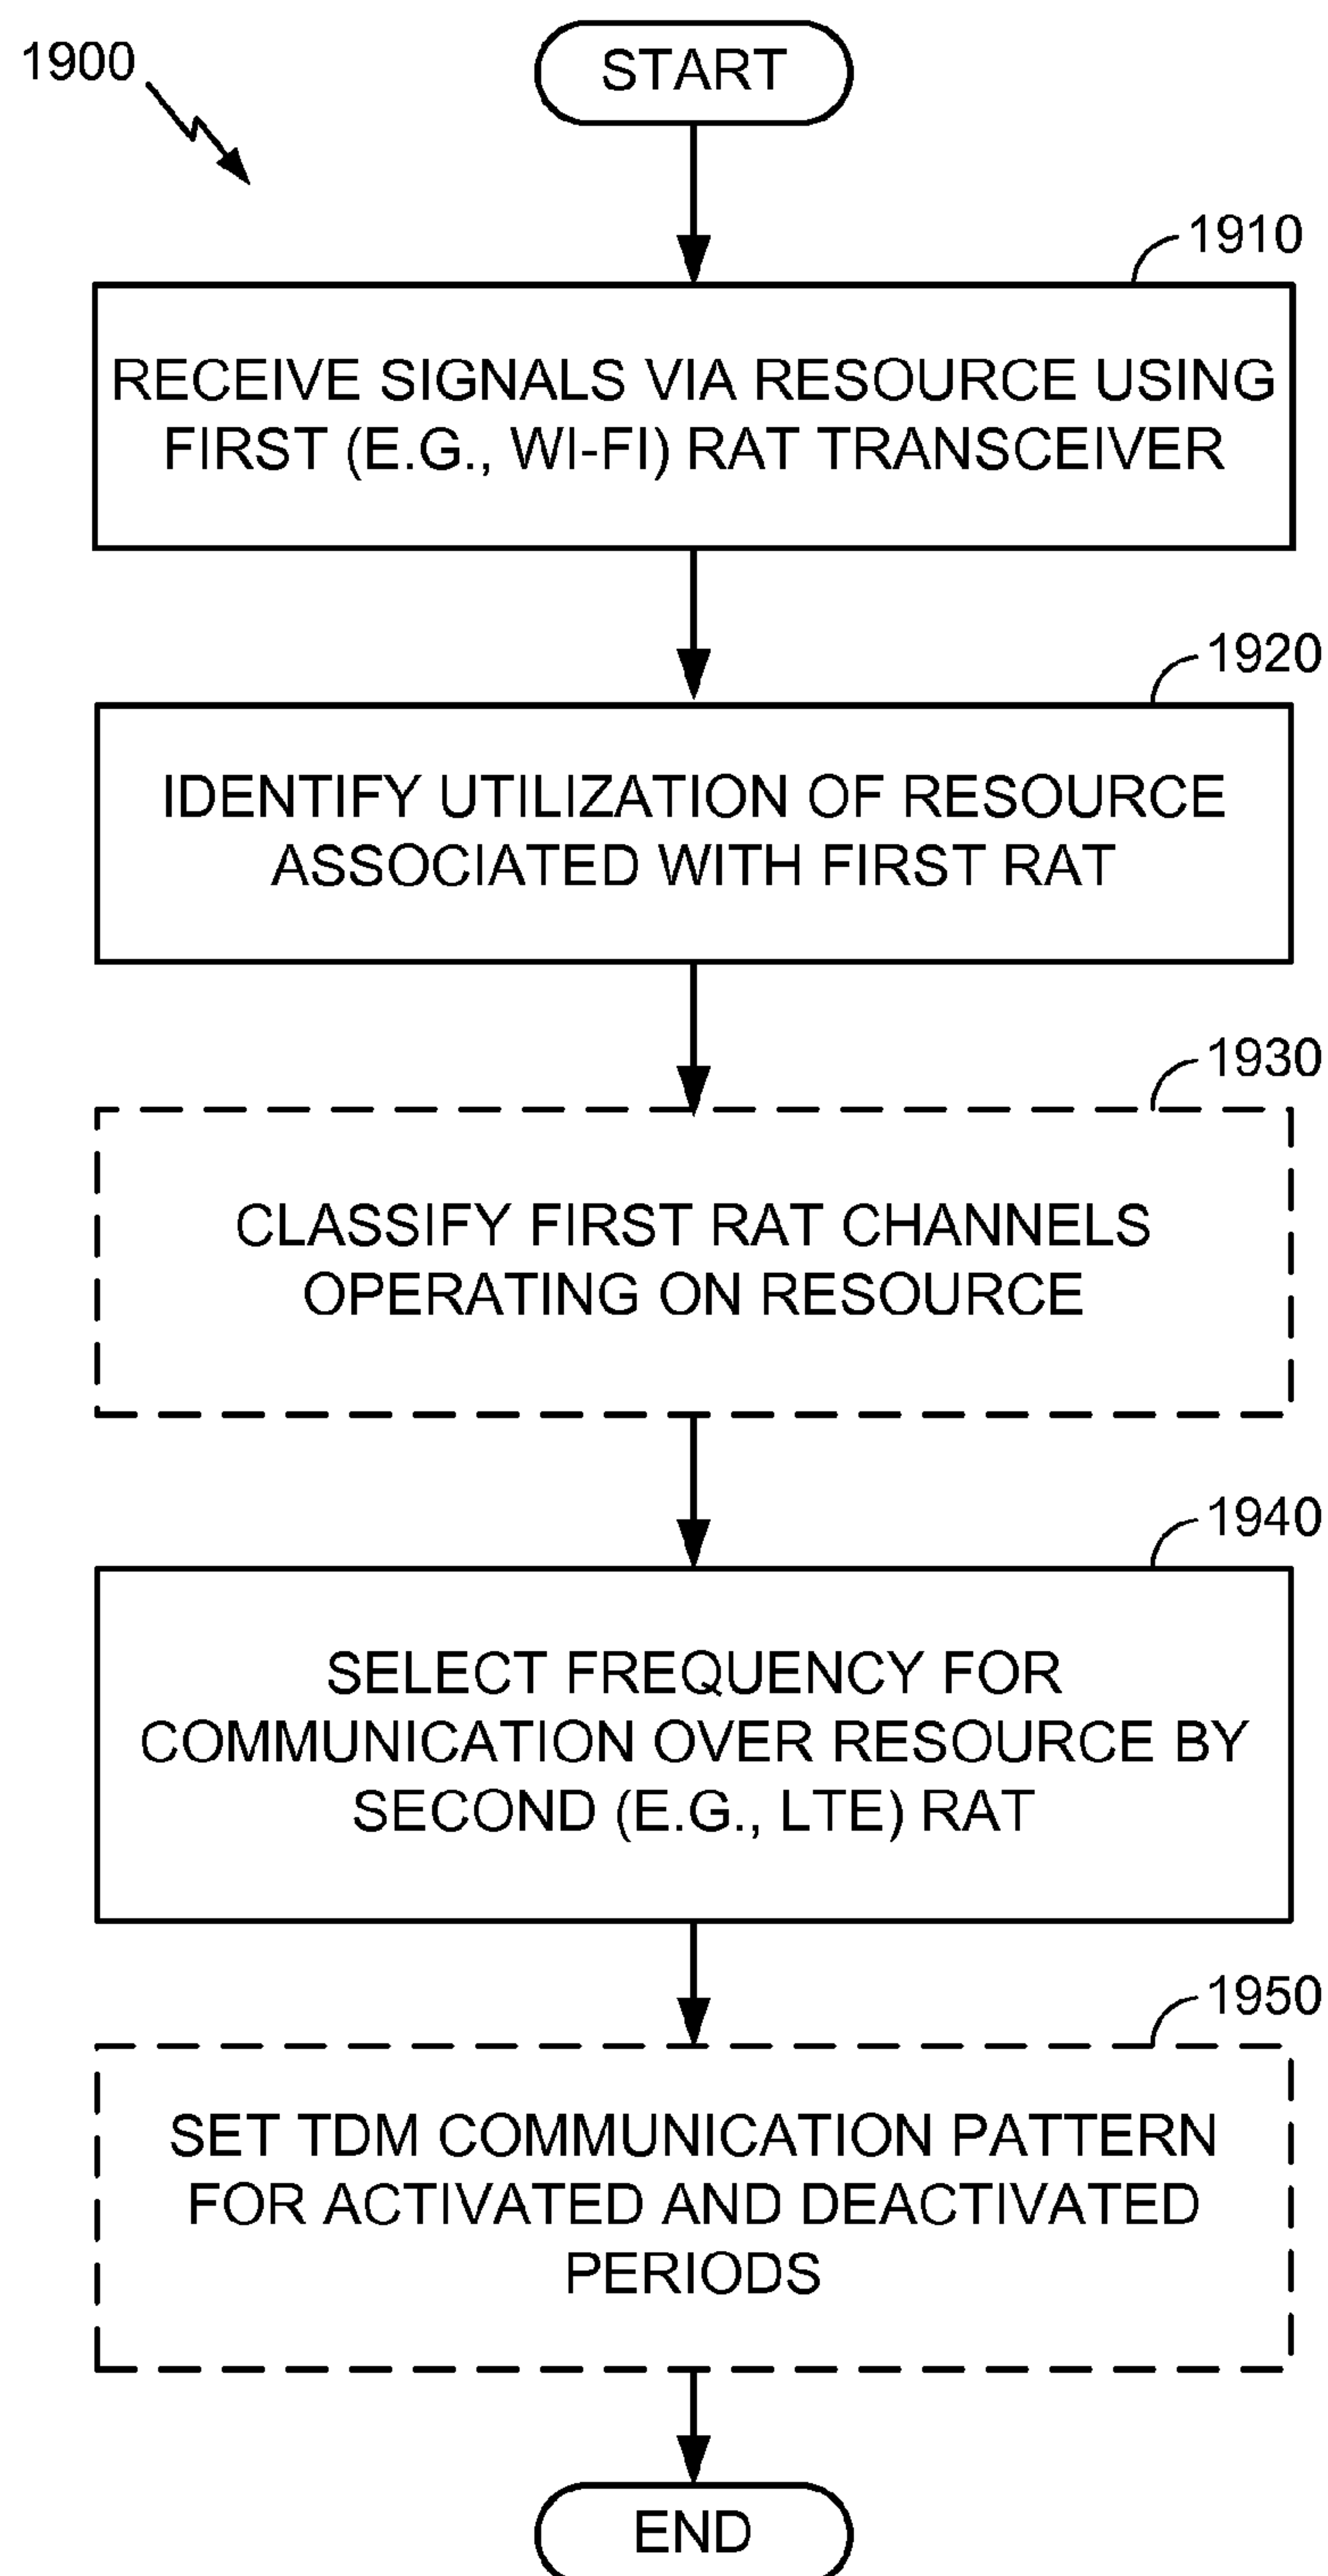 1900
START
1910
RECEIVE SIGNALS VIA RESOURCE USING
FIRST (E.G., WI-FI) RAT TRANSCEIVER
1920
IDENTIFY UTILIZATION OF RESOURCE
ASSOCIATED WITH FIRST RAT
1930
CLASSIFY FIRST RAT CHANNELS
OPERATING ON RESOURCE
1940
SELECT FREQUENCY FOR
COMMUNICATION OVER RESOURCE BY
SECOND (E.G., LTE) RAT
1950
SET TDM COMMUNICATION PATTERN
FOR ACTIVATED AND DEACTIVATED
PERIODS
END